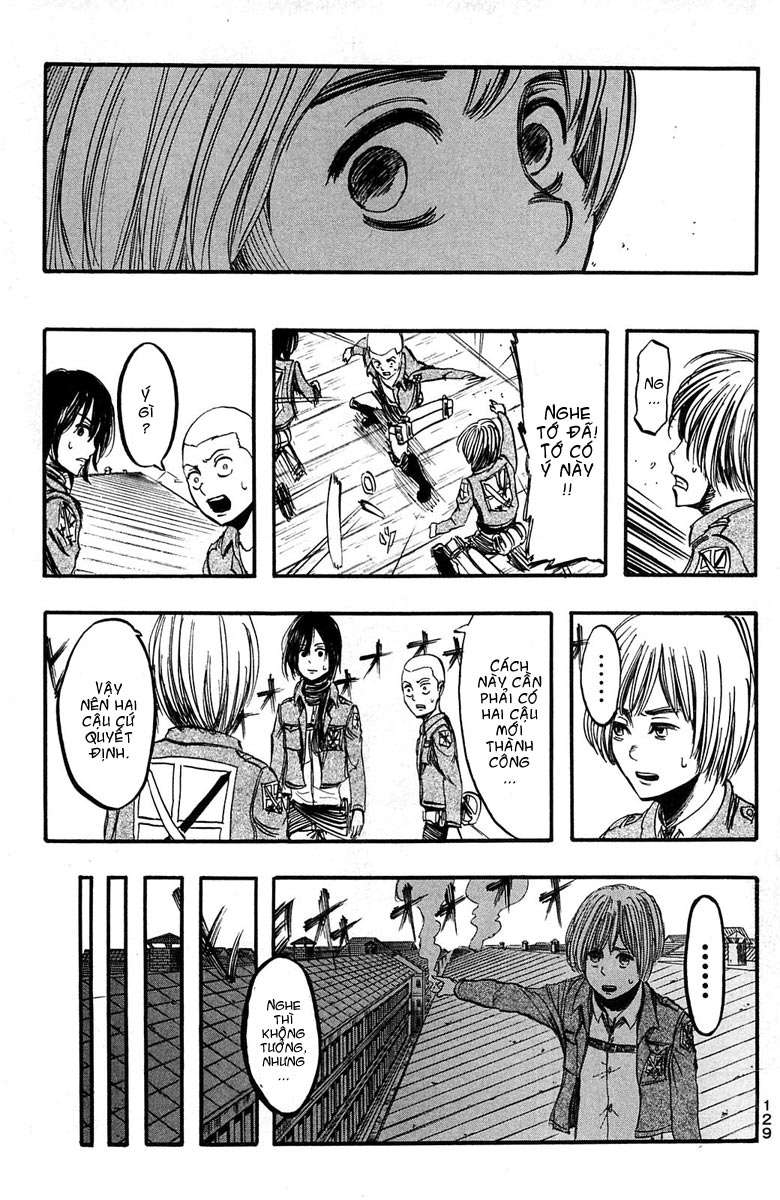 NG
...
NGHE
TỚ ĐÃ!
TỚ CÓ
Ý NÀY
!!
Ý
GÌ
?
......
CÁCH
NÀY CẦN
PHẢI CÓ
HAI CẬU
MỚI
THÀNH
CÔNG
...
VẬY
NÊN HAI
CẬU CỨ
QUYẾT
ĐỊNH.
......
NGHE
THÌ
KHÔNG
TƯỞNG,
NHƯNG
...
129